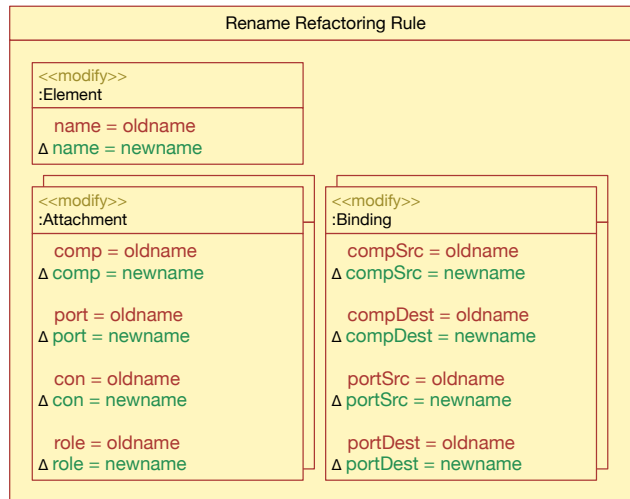 Rename Refactoring Rule
<<modify>>
:Element
name = oldname
Δ name = newname
<<modify>>
:Attachment
comp = oldname
Δ comp = newname
port = oldname
Δ port = newname
con = oldname
Δ con = newname
role = oldname
Δ role = newname
<<modify>>
:Binding
compSrc = oldname
Δ compSrc = newname
compDest = oldname
Δ compDest = newname
portSrc = oldname
Δ portSrc = newname
portDest = oldname
Δ portDest = newname